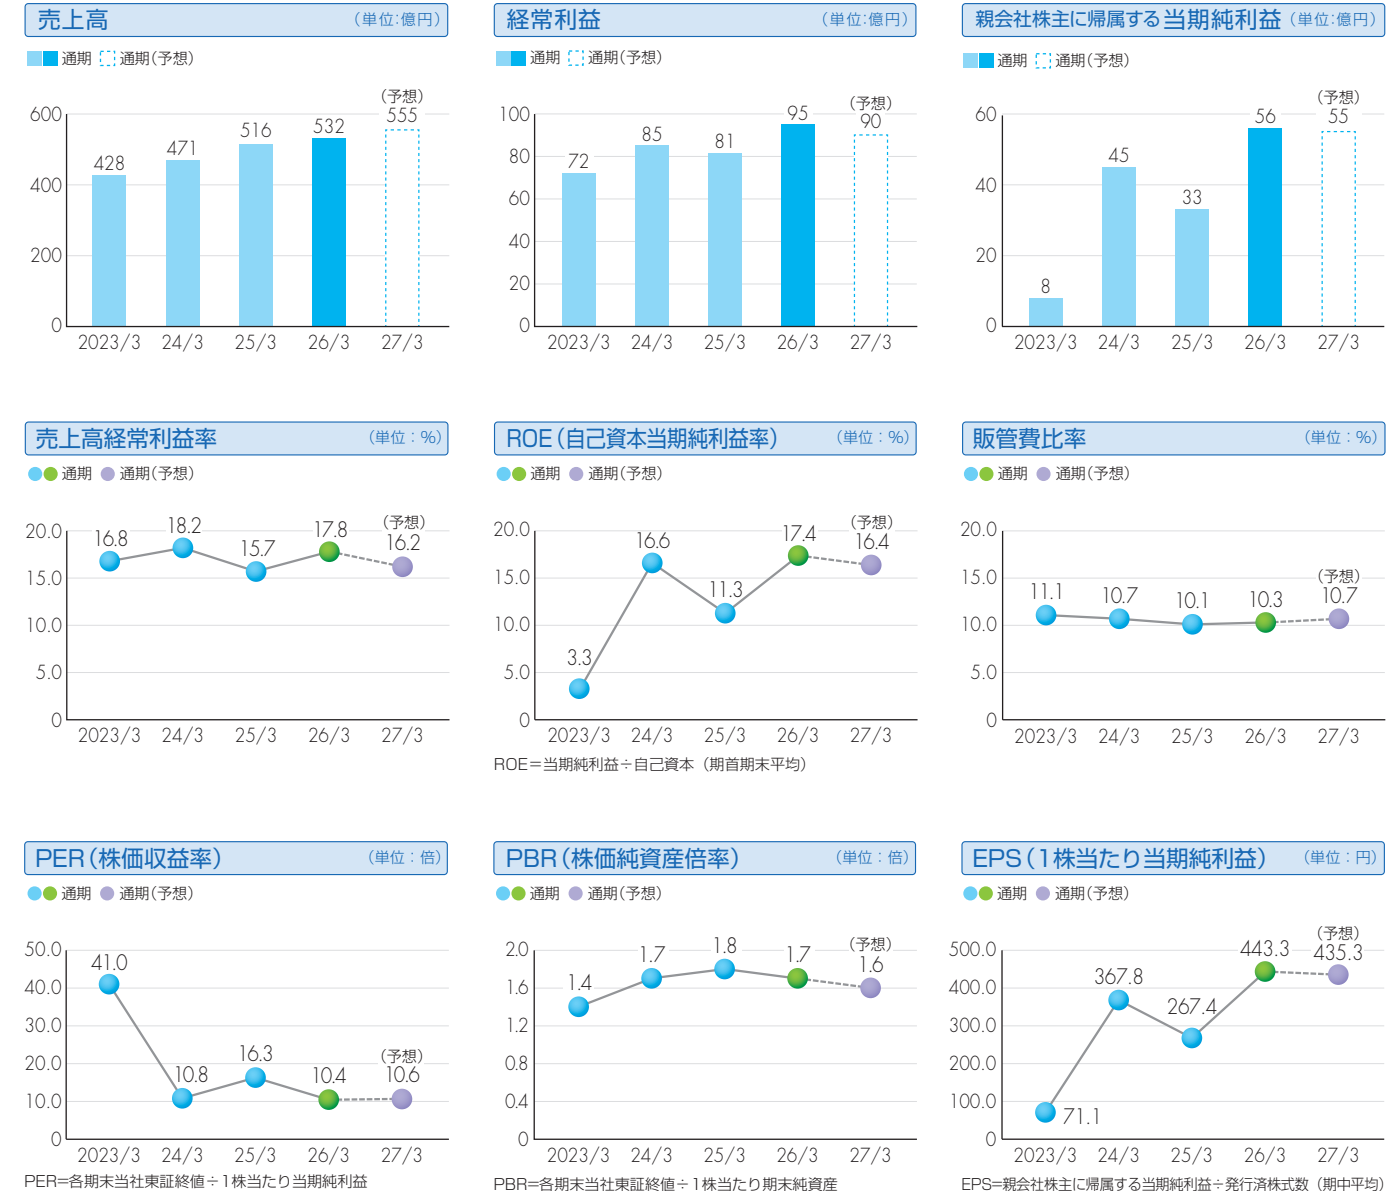 売上高 (単位:億円)
通期 通期(予想)
600
400
200
0
428
471
516
532
(予想)
555
2023/3 24/3 25/3 26/3 27/3
経常利益 (単位:億円)
通期 通期(予想)
100
80
60
40
20
0
72
85
81
95
(予想)
90
2023/3 24/3 25/3 26/3 27/3
親会社株主に帰属する当期純利益 (単位:億円)
通期 通期(予想)
60
40
20
0
8
45
33
56
(予想)
55
2023/3 24/3 25/3 26/3 27/3
売上高経常利益率 (単位:%)
通期 通期(予想)
20.0
15.0
10.0
5.0
0
16.8
18.2
15.7
17.8
(予想)
16.2
2023/3 24/3 25/3 26/3 27/3
ROE(自己資本当期純利益率) (単位:%)
通期 通期(予想)
20.0
15.0
10.0
5.0
0
3.3
16.6
11.3
17.4
(予想)
16.4
2023/3 24/3 25/3 26/3 27/3
ROE=当期純利益÷自己資本(期首期末平均)
販管費比率 (単位:%)
通期 通期(予想)
20.0
15.0
10.0
5.0
0
11.1
10.7
10.1
10.3
(予想)
10.7
2023/3 24/3 25/3 26/3 27/3
PER(株価収益率) (単位:倍)
通期 通期(予想)
50.0
40.0
30.0
20.0
10.0
0
41.0
10.8
16.3
10.4
(予想)
10.6
2023/3 24/3 25/3 26/3 27/3
PER=各期末当社東証終値÷1株当たり当期純利益
PBR(株価純資産倍率) (単位:倍)
通期 通期(予想)
2.0
1.6
1.2
0.8
0.4
0
1.4
1.7
1.8
1.7
(予想)
1.6
2023/3 24/3 25/3 26/3 27/3
PBR=各期末当社東証終値÷1株当たり期末純資産
EPS(1株当たり当期純利益) (単位:円)
通期 通期(予想)
500.0
400.0
300.0
200.0
100.0
0
71.1
367.8
267.4
443.3
(予想)
435.3
2023/3 24/3 25/3 26/3 27/3
EPS=親会社株主に帰属する当期純利益÷発行済株式数(期中平均)